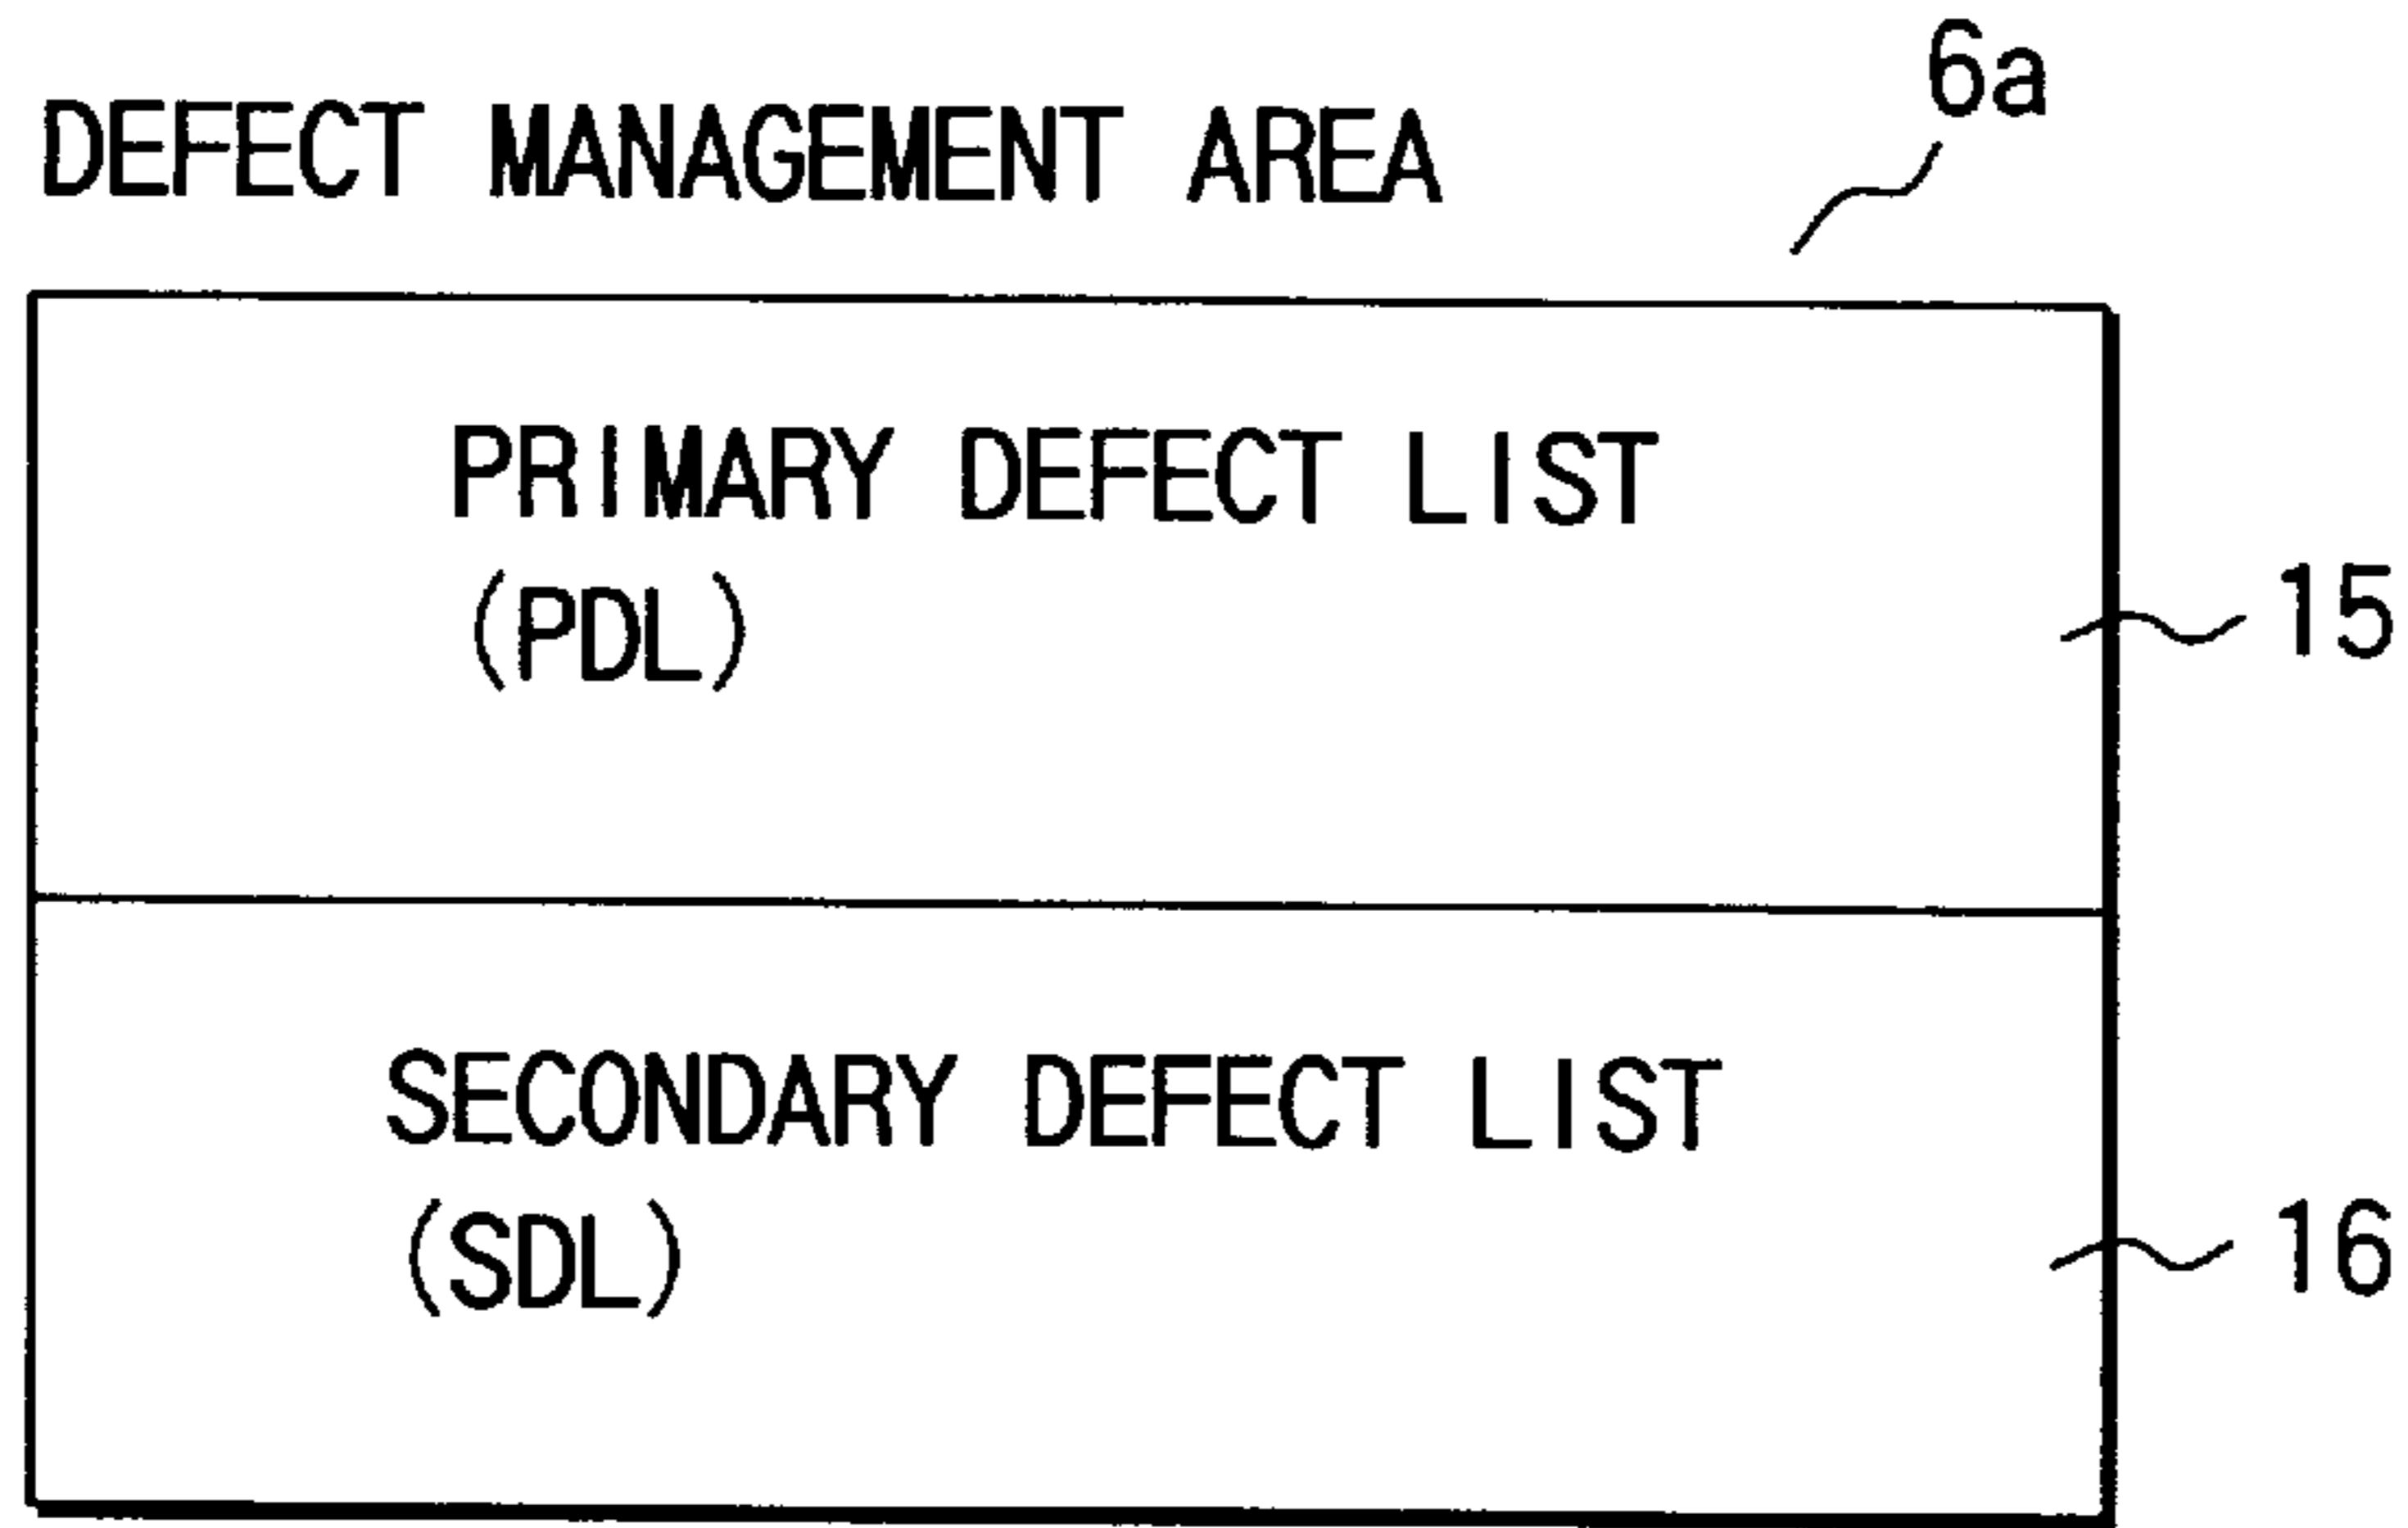 6a
DEFECT MANAGEMENT AREA
PRIMARY DEFECT LIST
(PDL)
15
SECONDARY DEFECT LIST
(SDL)
16